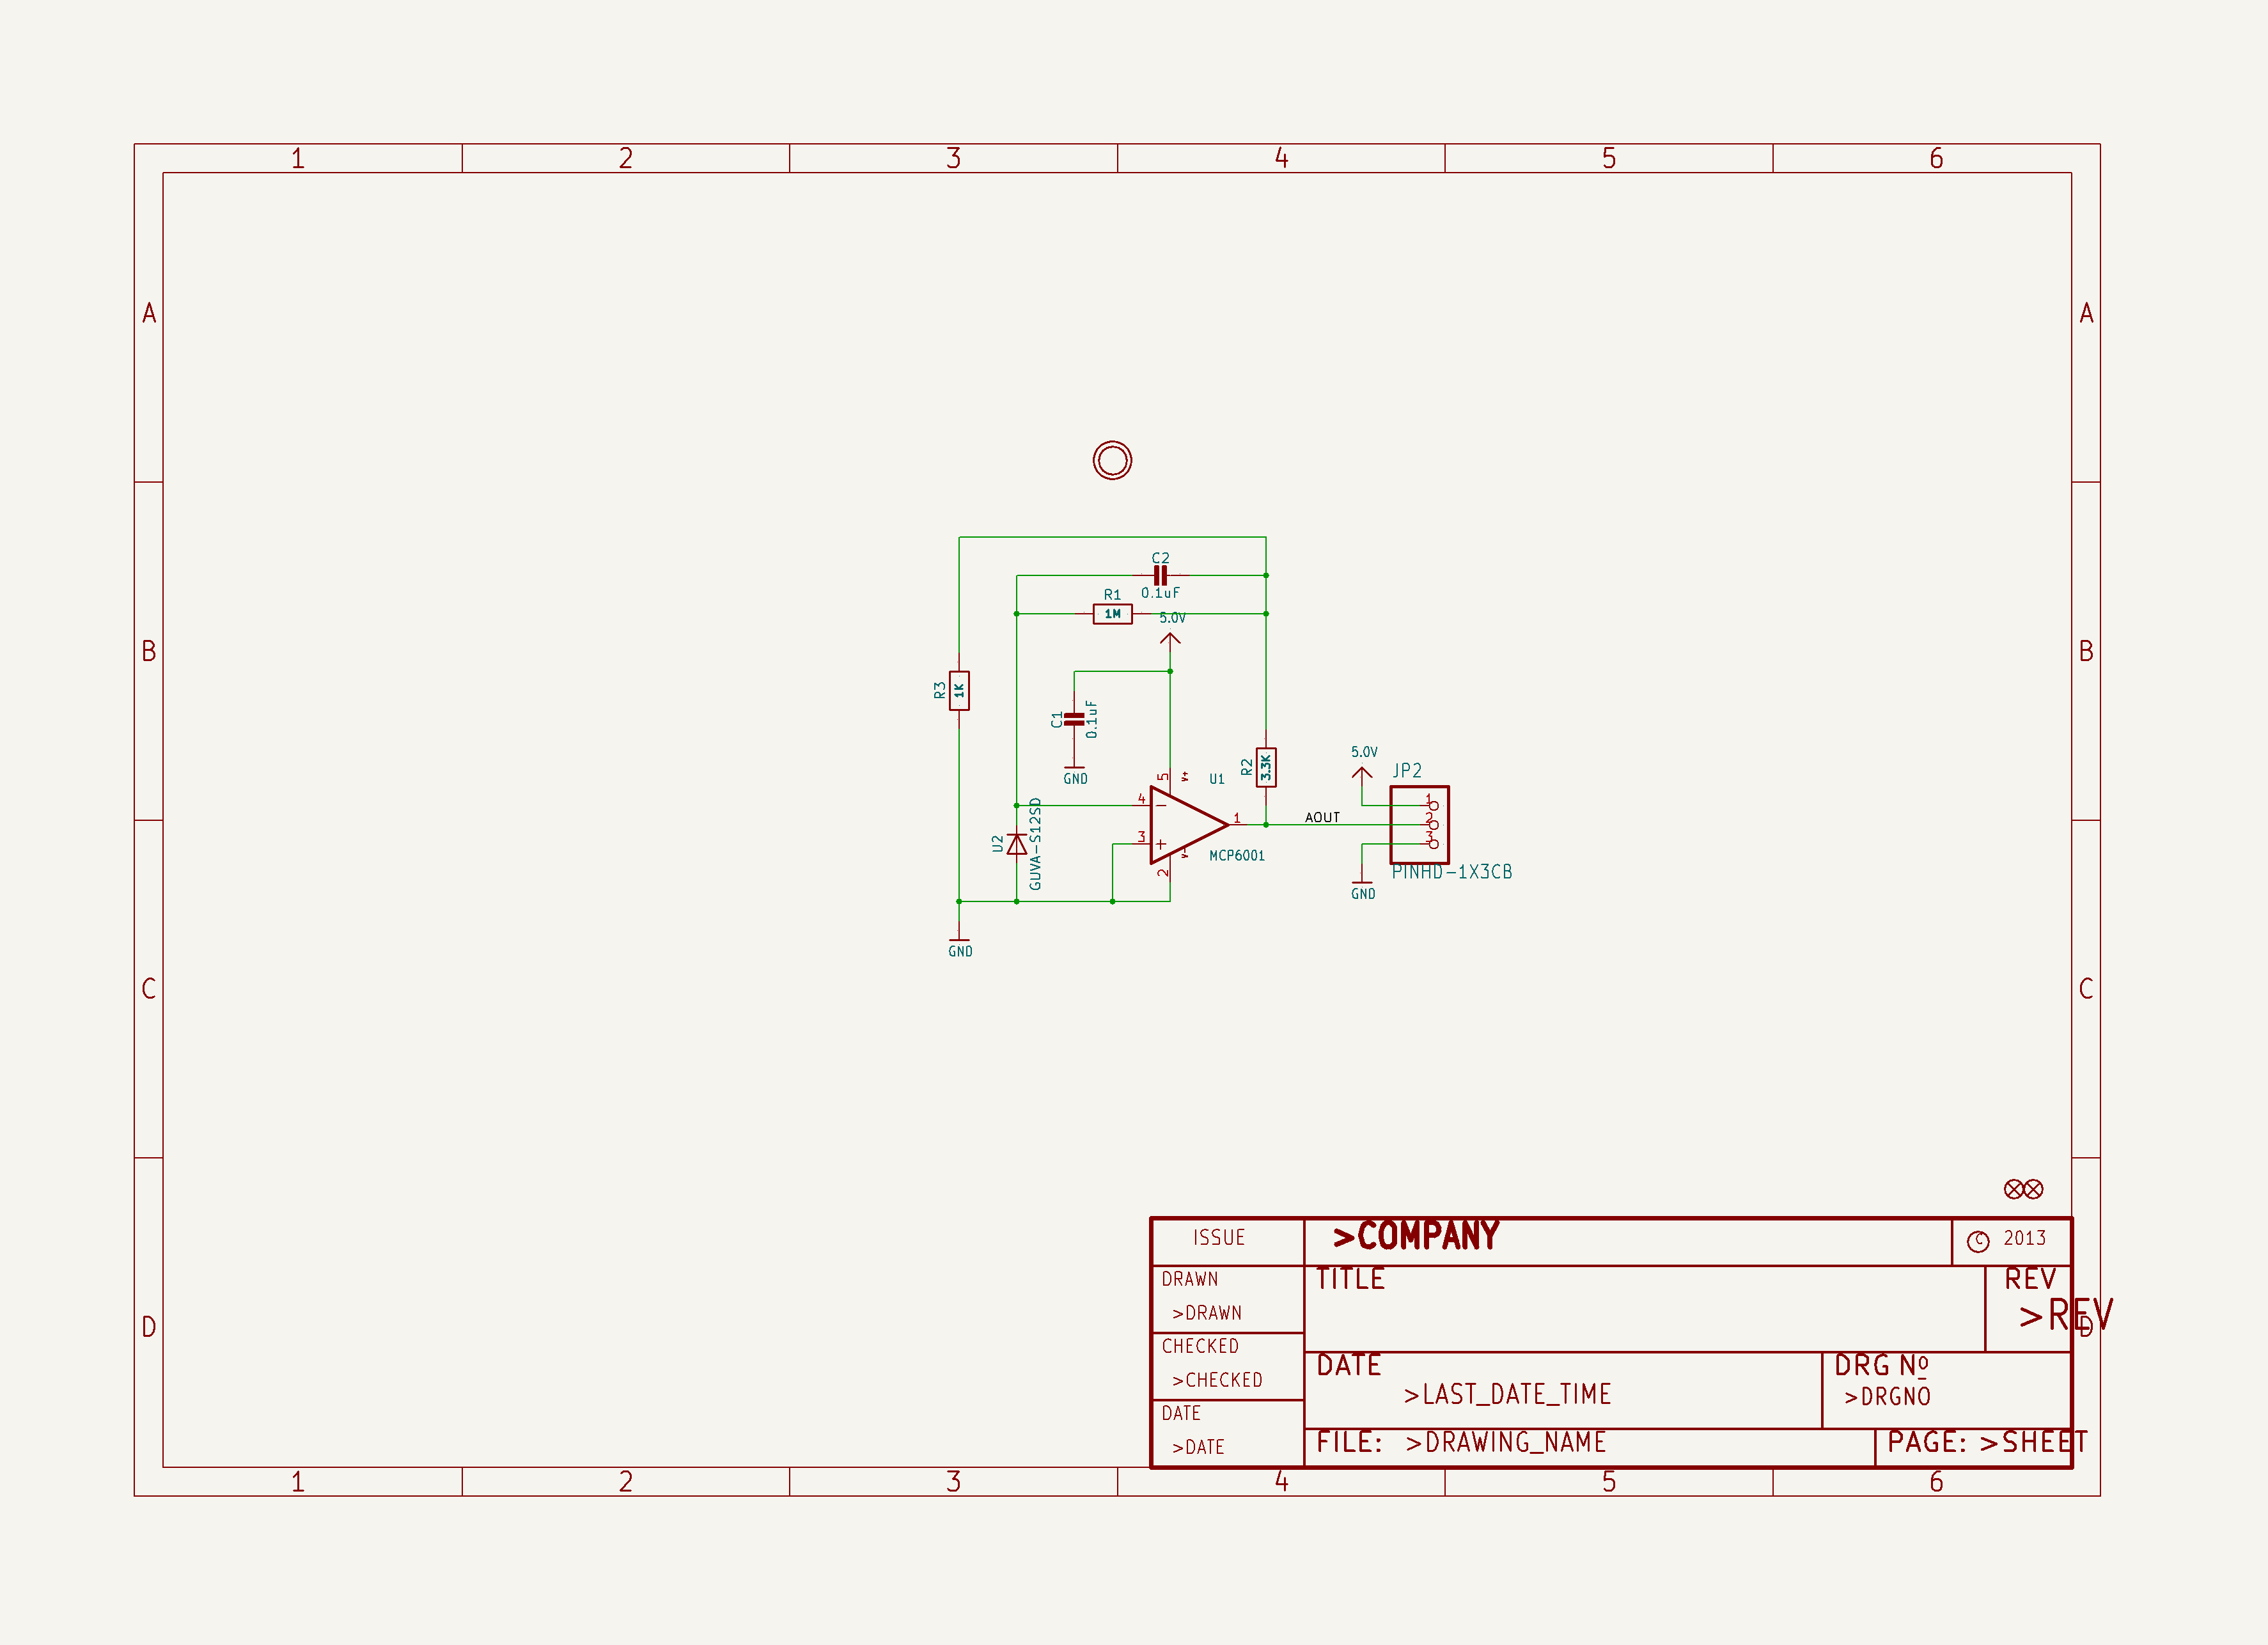 1 2 3 4 5 6
A A
C2
0.1uF
R1
1M
5.0V
B B
R3
1K
C1
0.1uF
GND
R2
3.3K
5.0V
JP2
5 V+ U1
4
U2
GUVA-S12SD
1
AOUT
1
2
3
3
MCP6001
2 V-
PINHD-1X3CB
GND
GND
C C
ISSUE
>COMPANY
C 2013
DRAWN
>DRAWN
TITLE
REV
>REV
D D
CHECKED
>CHECKED
DATE
>LAST_DATE_TIME
DRG Nº
>DRGNO
DATE
>DATE
FILE: >DRAWING_NAME
PAGE: >SHEET
1 2 3 4 5 6